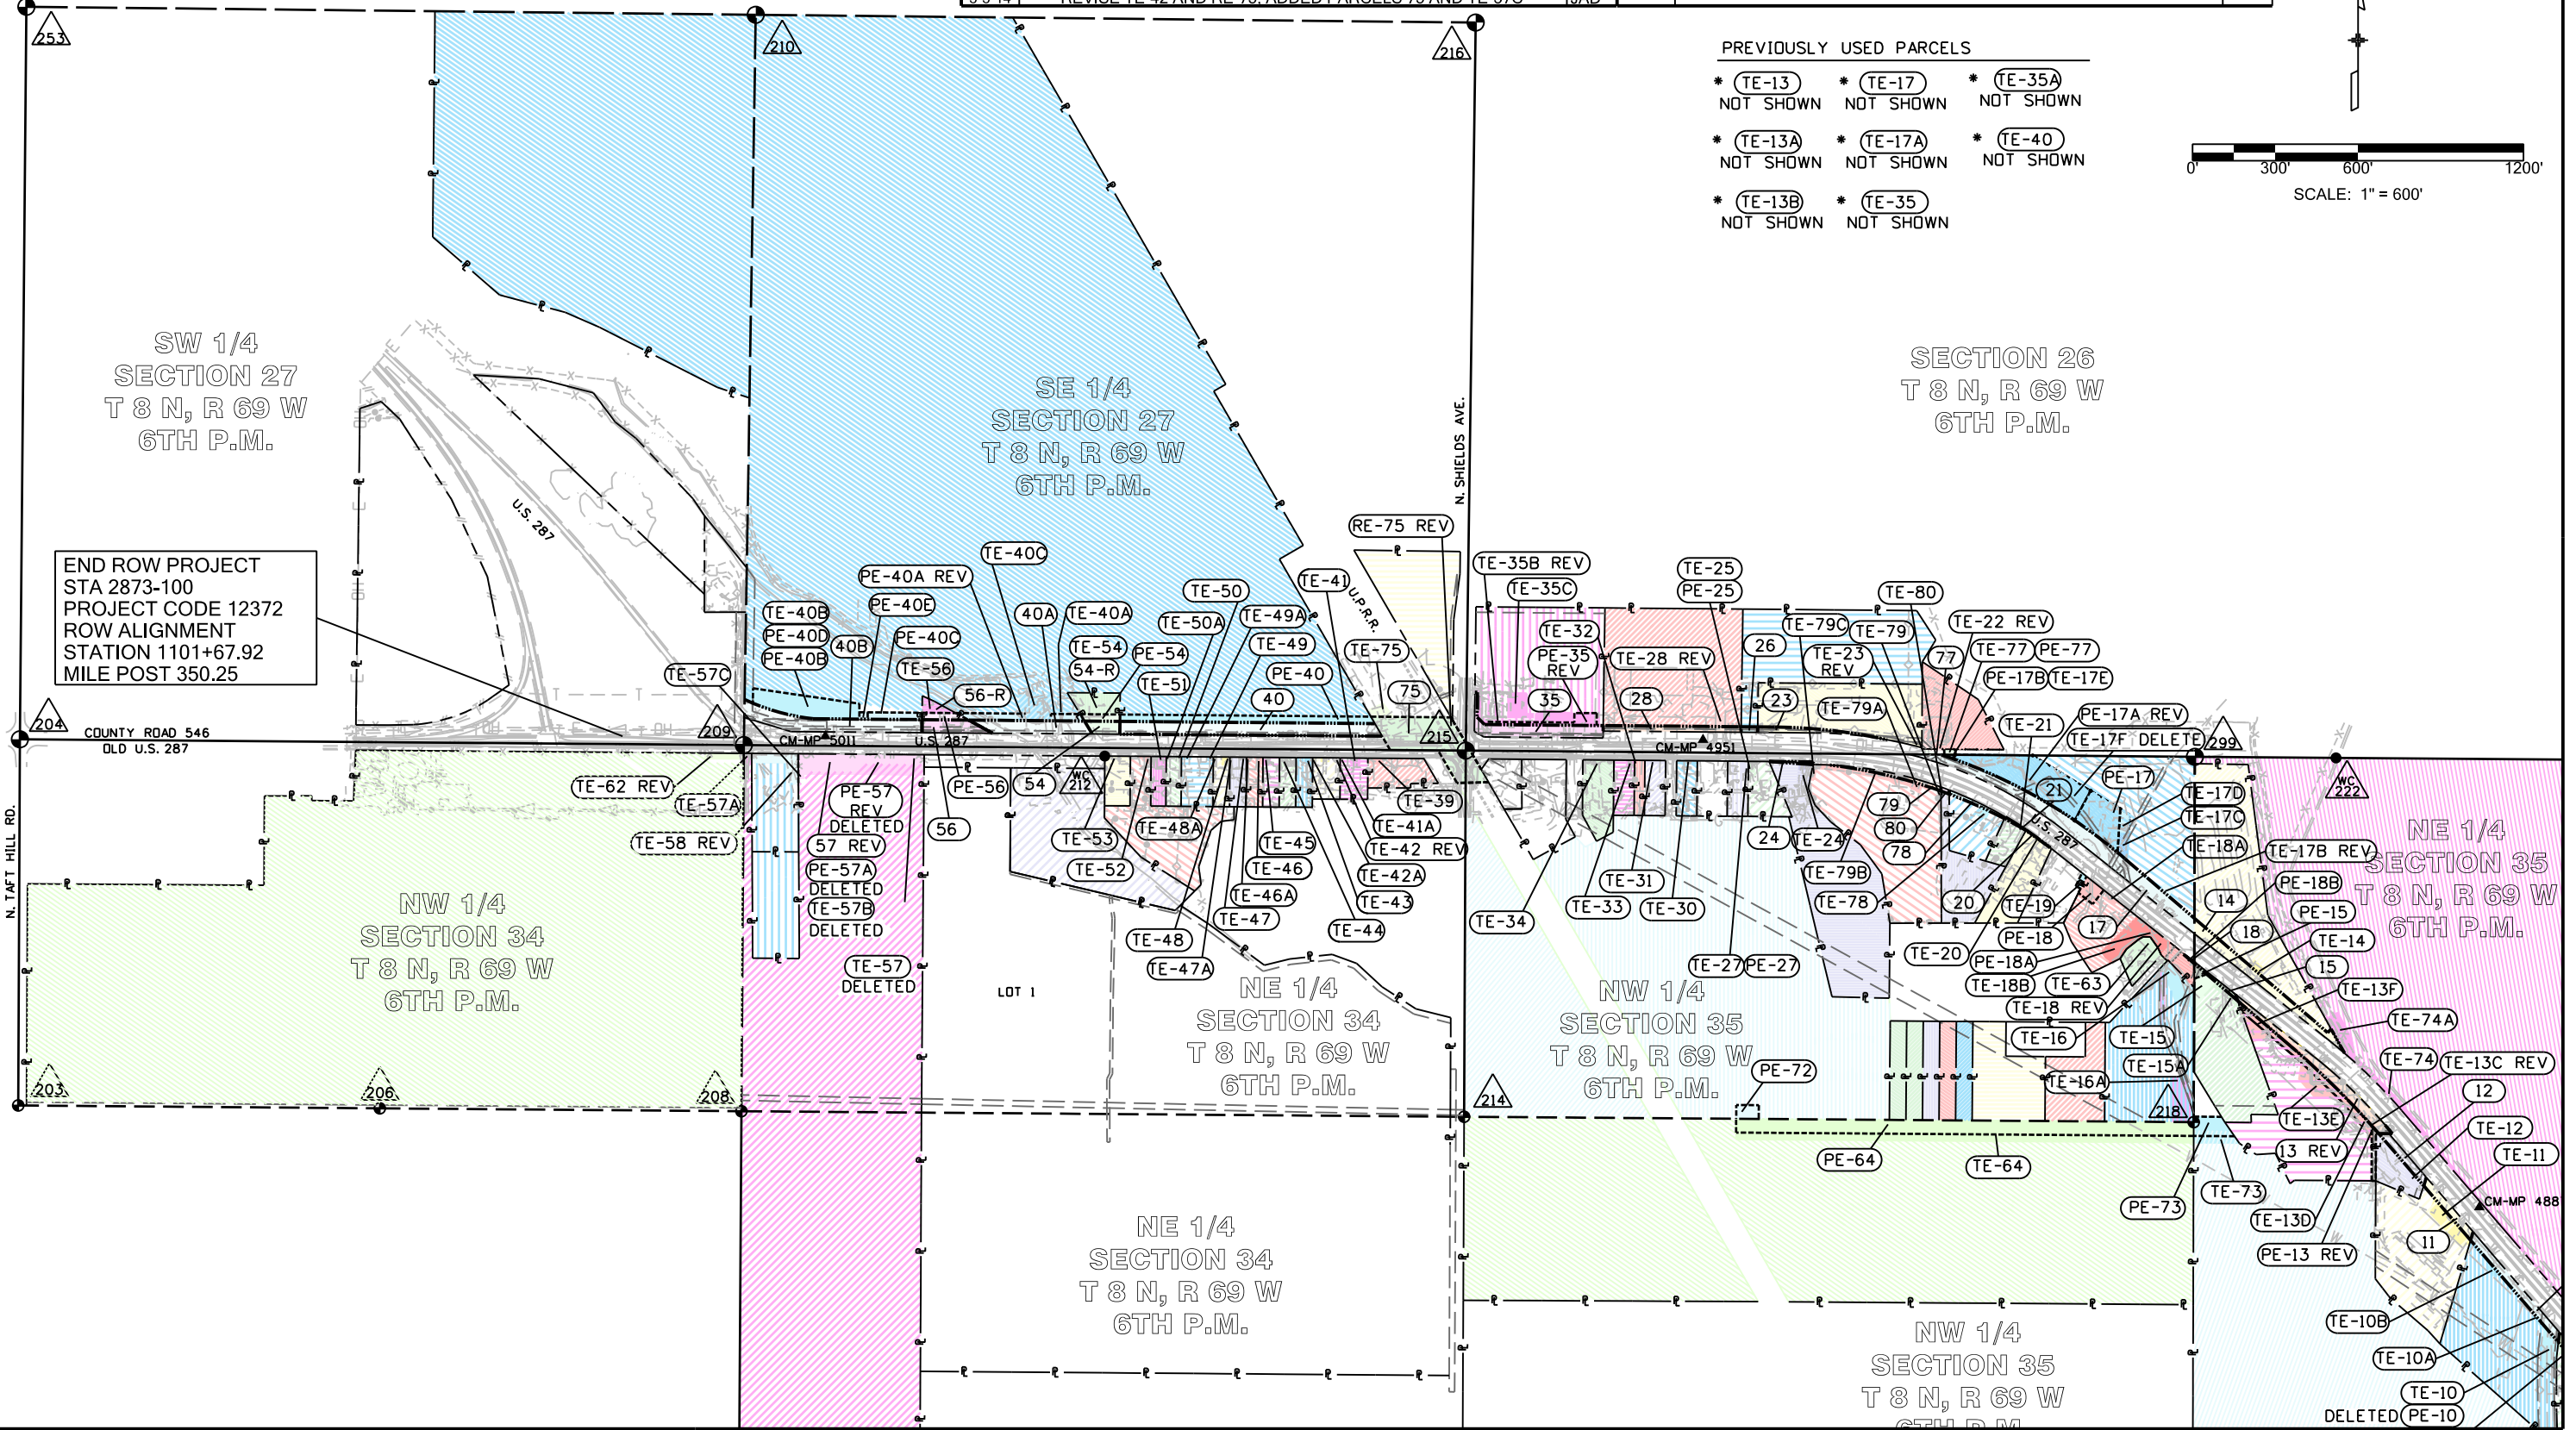 253
210
216
PREVIOUSLY USED PARCELS
* TE-13
NOT SHOWN
* TE-17
NOT SHOWN
* TE-35A
NOT SHOWN
* TE-13A
NOT SHOWN
* TE-17A
NOT SHOWN
* TE-40
NOT SHOWN
* TE-13B
NOT SHOWN
* TE-35
NOT SHOWN
0' 300' 600' 1200'
SCALE: 1" = 600'
SW 1/4
SECTION 27
T 8 N, R 69 W
6TH P.M.
SE 1/4
SECTION 27
T 8 N, R 69 W
6TH P.M.
SECTION 26
T 8 N, R 69 W
6TH P.M.
N. SHIELDS AVE.
U.S. 287
U.P.R.R.
END ROW PROJECT
STA 2873-100
PROJECT CODE 12372
ROW ALIGNMENT
STATION 1101+67.92
MILE POST 350.25
RE-75 REV
TE-40C
PE-40A REV
TE-40B
PE-40D
PE-40B
PE-40E
40B
PE-40C
40A
TE-40A
TE-54
54-R
PE-54
TE-56
56-R
TE-57C
TE-50
TE-50A
TE-49A
TE-49
TE-51
PE-40
40
TE-41
TE-75
75
TE-35B REV
TE-35C
TE-32
PE-35
REV
35
TE-25
PE-25
TE-28 REV
28
26
23
TE-79C
TE-79
TE-80
TE-23
REV
TE-79A
TE-22 REV
77
TE-77
PE-77
PE-17B
TE-17E
TE-21
PE-17A REV
TE-17F DELETE
299
204
COUNTY ROAD 546
OLD U.S. 287
209
CM-MP 5011
U.S. 287
215
CM-MP 4951
N. TAFT HILL RD.
TE-62 REV
TE-57A
TE-58 REV
PE-57
REV
DELETED
57 REV
PE-57A
DELETED
TE-57B
DELETED
TE-57
DELETED
PE-56
56
54
WC
212
TE-53
TE-52
TE-48A
TE-48
TE-47A
TE-47
TE-46A
TE-46
TE-45
TE-44
TE-43
TE-42A
TE-42 REV
TE-41A
TE-39
TE-34
TE-33
TE-31
TE-30
TE-27
PE-27
24
TE-24
TE-79B
TE-78
79
80
78
20
TE-20
TE-19
PE-18
PE-18A
TE-18B
TE-18 REV
TE-63
TE-16
17
21
PE-17
TE-17D
TE-17C
TE-18A
TE-17B REV
PE-18B
14
PE-15
18
TE-14
15
TE-13F
TE-74A
TE-74
TE-13C REV
12
TE-12
TE-11
U.S. 287
WC
222
NE 1/4
SECTION 35
T 8 N, R 69 W
6TH P.M.
NW 1/4
SECTION 34
T 8 N, R 69 W
6TH P.M.
LOT 1
NE 1/4
SECTION 34
T 8 N, R 69 W
6TH P.M.
NW 1/4
SECTION 35
T 8 N, R 69 W
6TH P.M.
TE-15
TE-15A
TE-16A
PE-72
203
206
208
214
218
TE-13E
13 REV
PE-64
TE-64
PE-73
TE-73
TE-13D
PE-13 REV
11
CM-MP 488
NE 1/4
SECTION 34
T 8 N, R 69 W
6TH P.M.
NW 1/4
SECTION 35
T 8 N, R 69 W
TE-10B
TE-10A
TE-10
DELETED PE-10